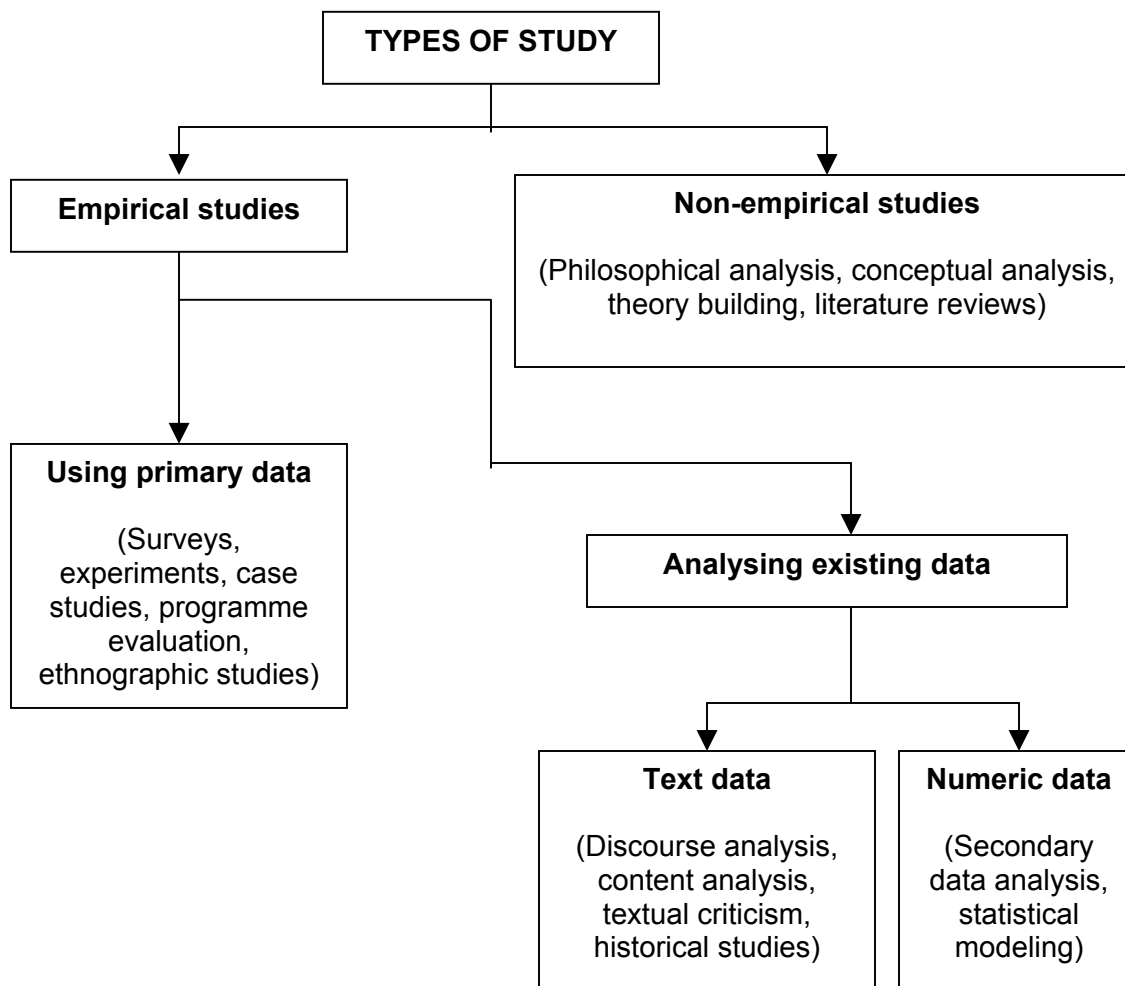 TYPES OF STUDY
Empirical studies
Non-empirical studies
(Philosophical analysis, conceptual analysis,
theory building, literature reviews)
Using primary data
(Surveys,
experiments, case
studies, programme
evaluation,
ethnographic studies)
Analysing existing data
Text data
(Discourse analysis,
content analysis,
textual criticism,
historical studies)
Numeric data
(Secondary
data analysis,
statistical
modeling)